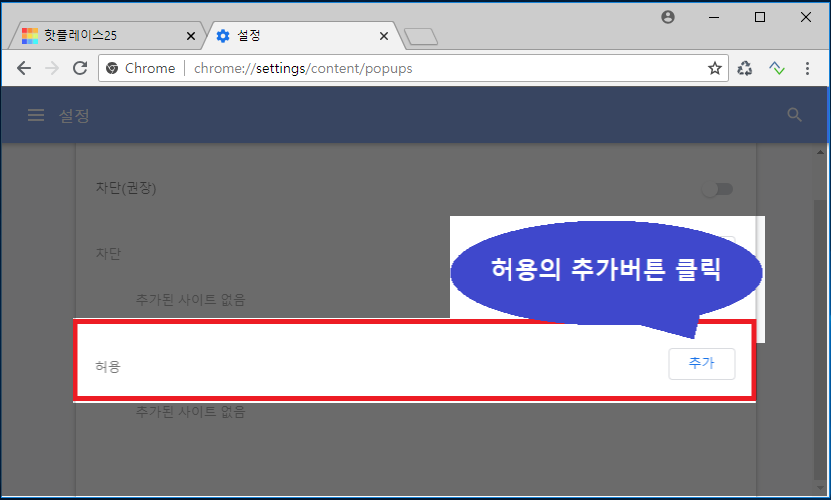 핫플레이스25
설정
Chrome
chrome://settings/content/popups
설정
차단(권장)
차단
추가된 사이트 없음
허용의 추가버튼 클릭
허용
추가
추가된 사이트 없음